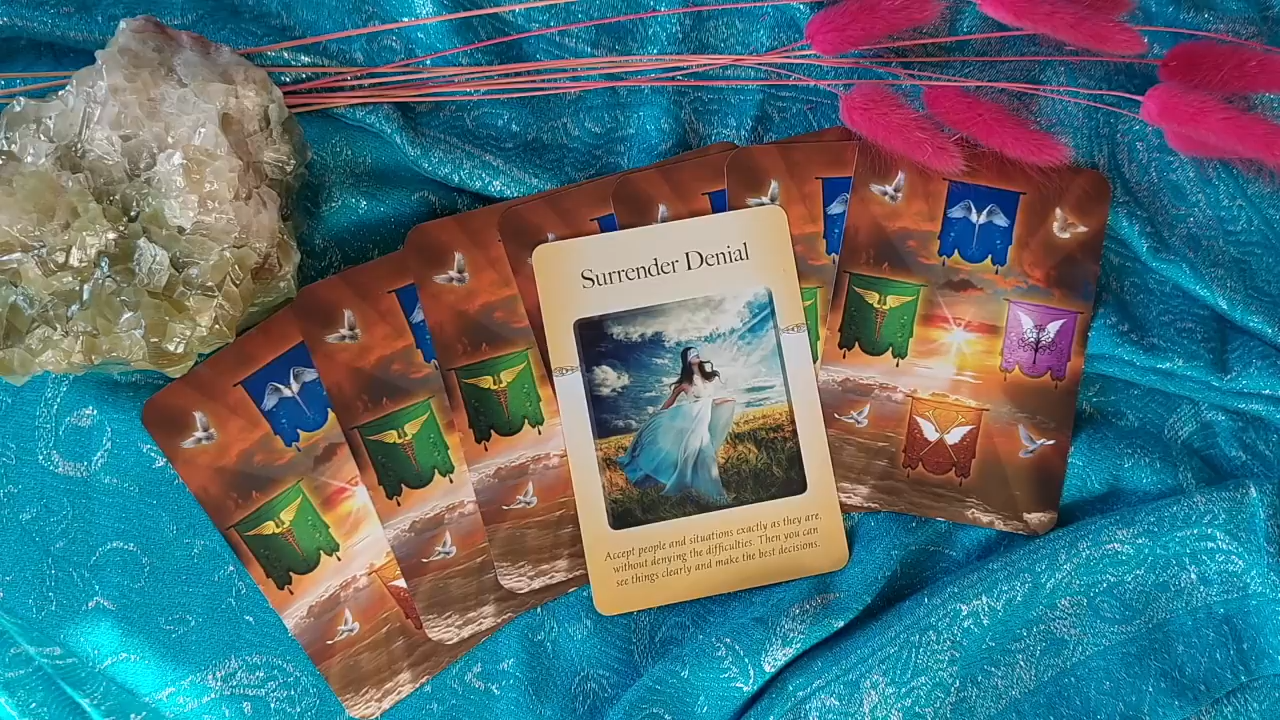 Surrender Denial
Accept people and situations exactly as they are,
without denying the difficulties. Then you can
see things clearly and make the best decisions.